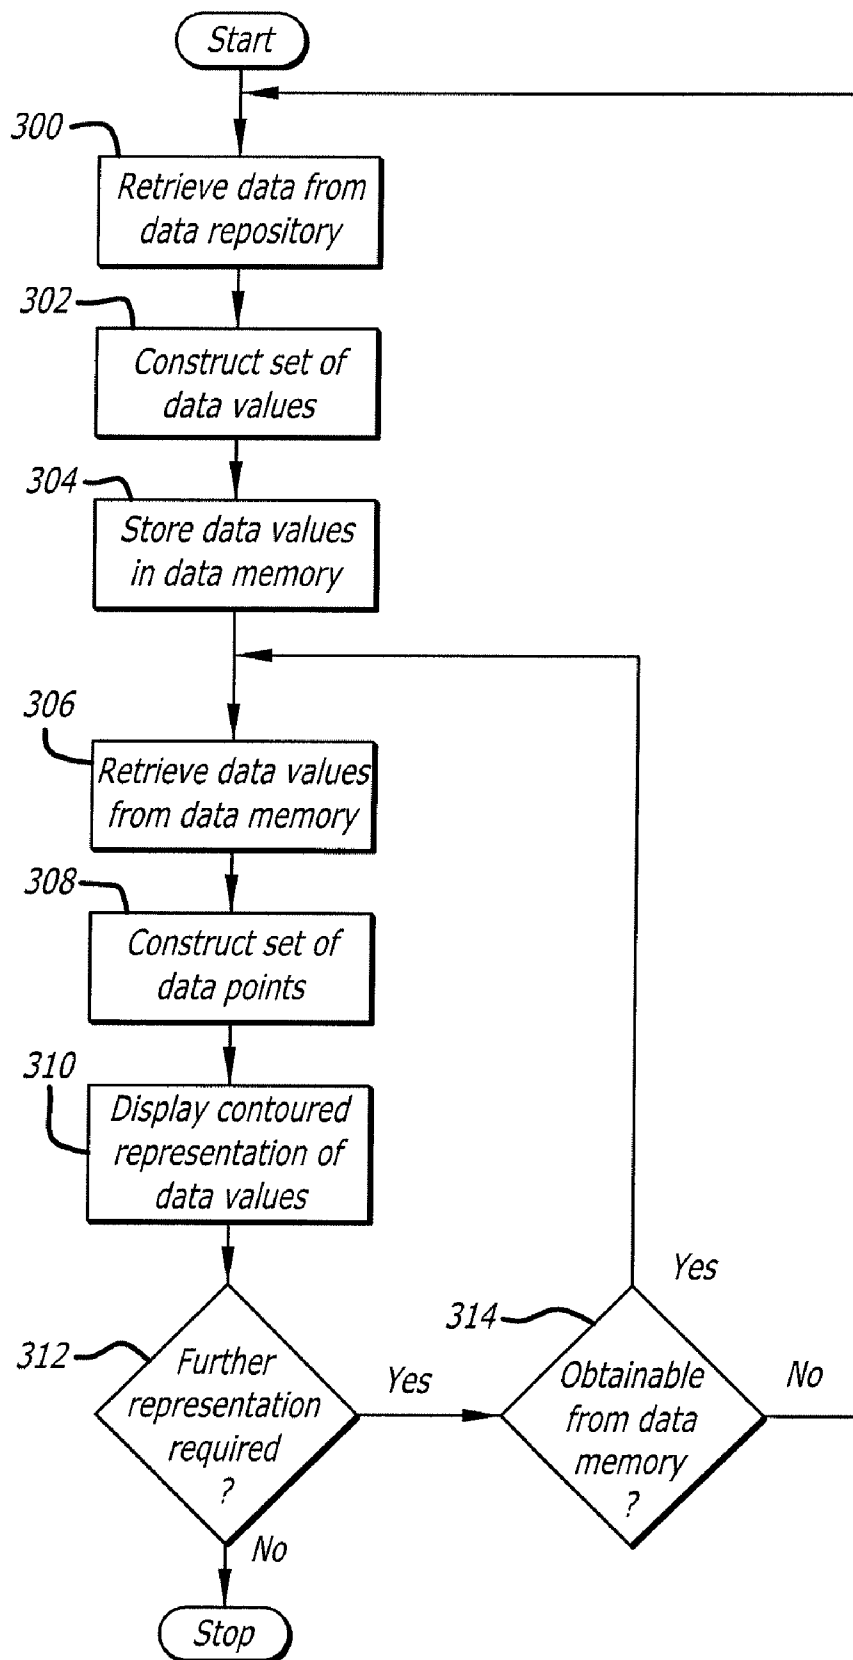 Start
300
Retrieve data from
data repository
302
Construct set of
data values
304
Store data values
in data memory
306
Retrieve data values
from data memory
308
Construct set of
data points
310
Display contoured
representation of
data values
312
Further
representation
required
?
Yes
No
314
Obtainable
from data
memory
?
Yes
No
Stop